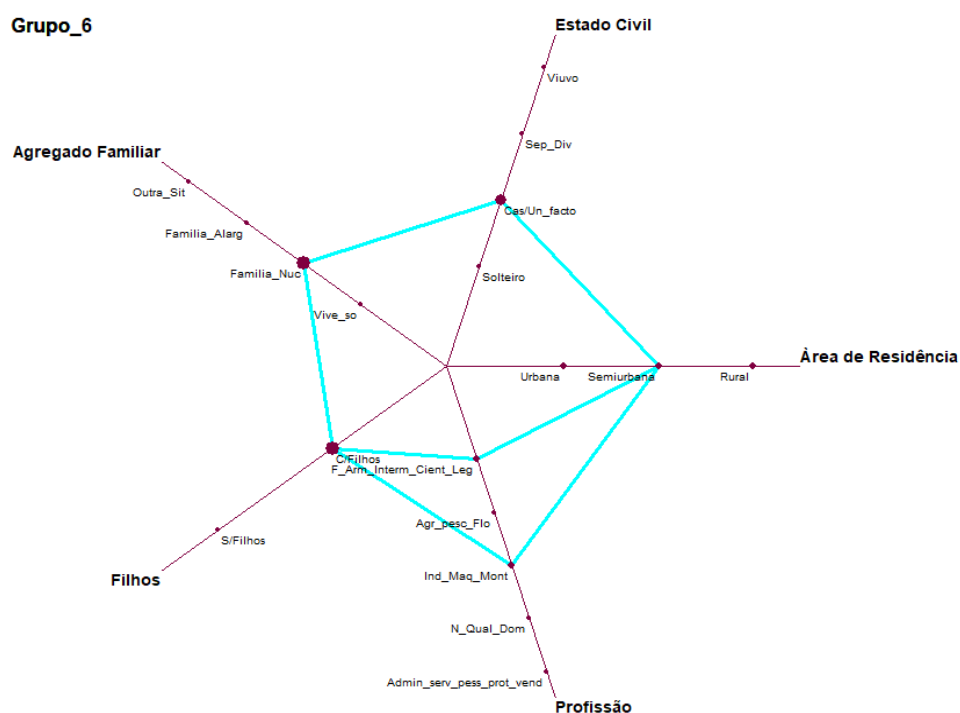 Grupo_6
Estado Civil
Viuvo
Sep_Div
Agregado Familiar
Outra_Sit
Cas/Un_facto
Familia_Alarg
Familia_Nuc
Solteiro
Vive_so
Àrea de Residência
Urbana
Semiurbana
Rural
C/Filhos
F_Arm_Interm_Cient_Leg
Agr_pesc_Flo
S/Filhos
Filhos
Ind_Maq_Mont
N_Qual_Dom
Admin_serv_pess_prot_vend
Profissão